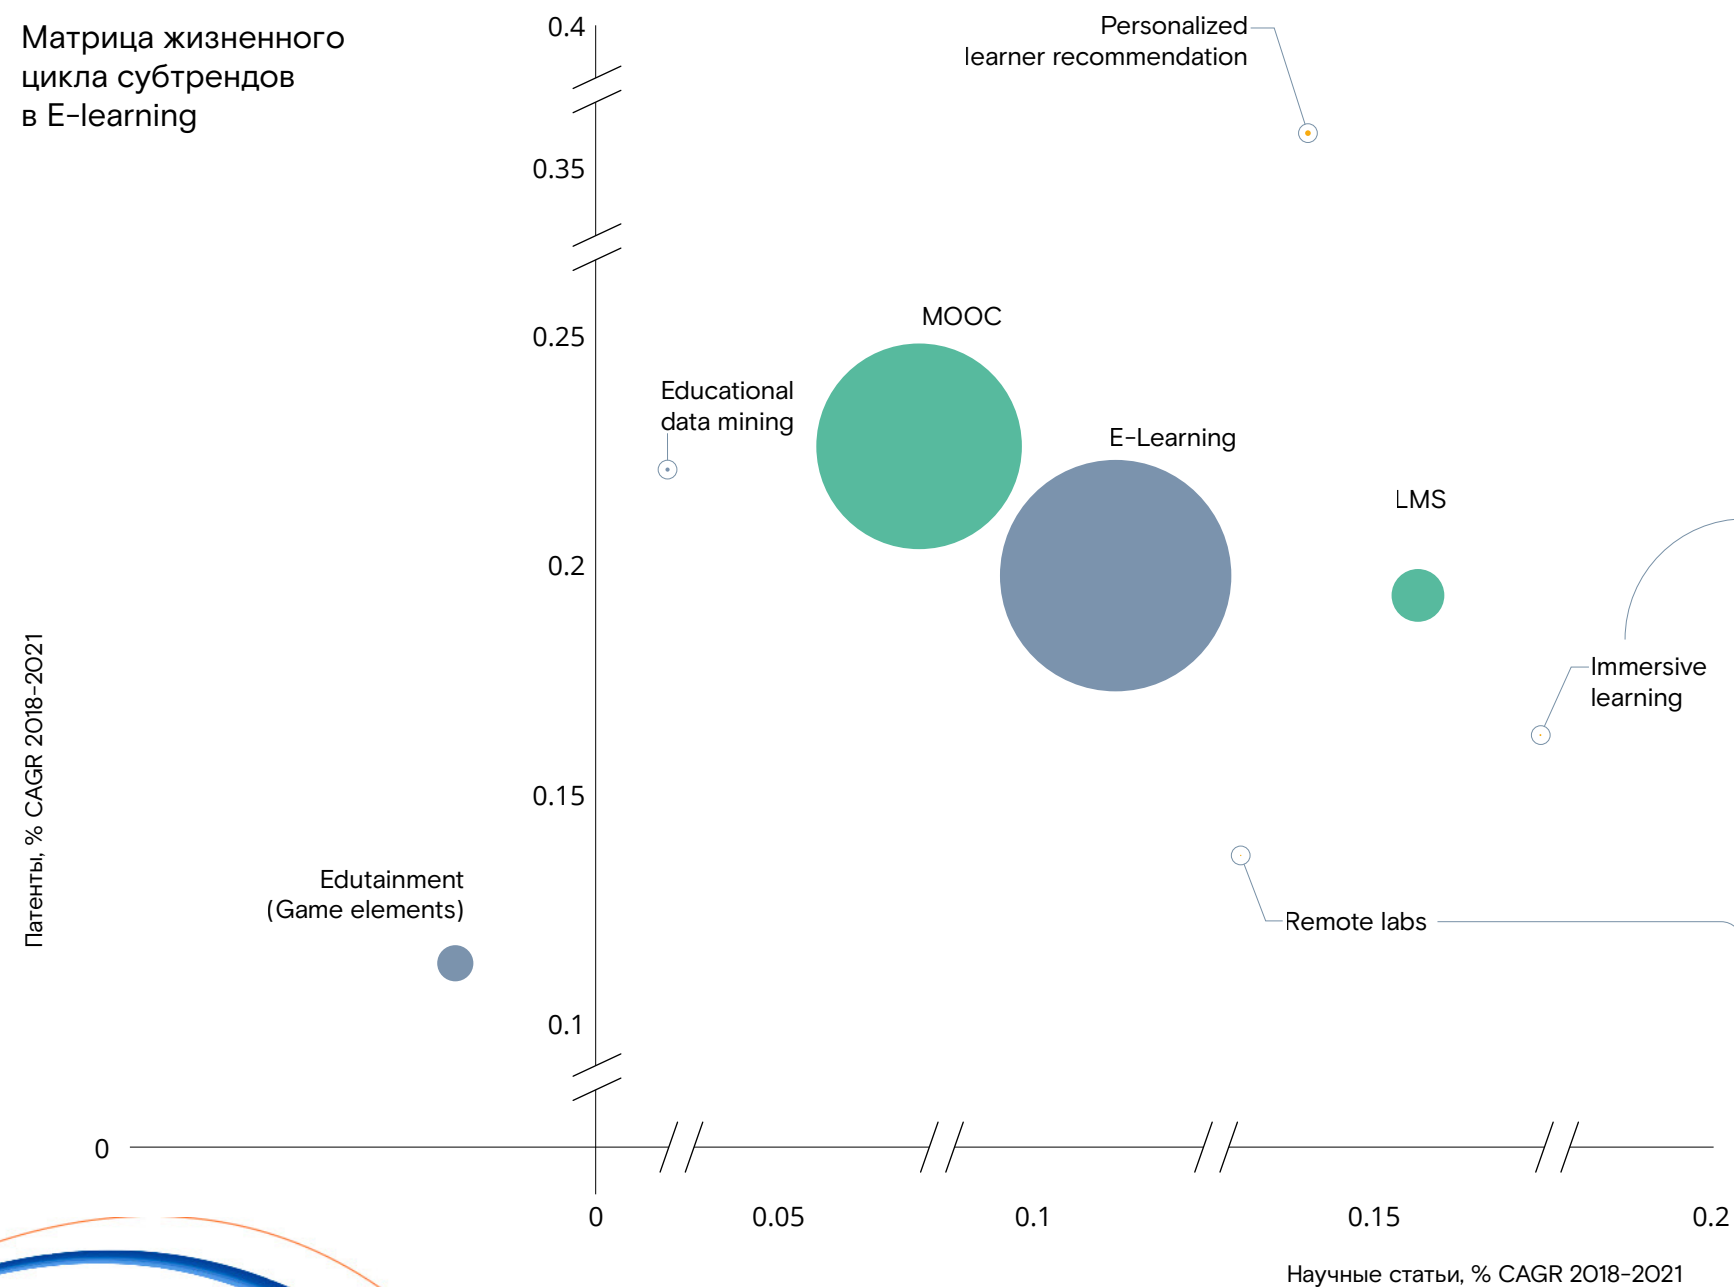 Матрица жизненного
цикла субтрендов
в E-learning
0.4
Personalized
learner recommendation
0.35
0.25
MOOC
Educational
data mining
E-Learning
LMS
0.2
Immersive
learning
0.15
Патенты, % CAGR 2018-2021
Edutainment
(Game elements)
Remote labs
0.1
0
0
0.05
0.1
0.15
0.2
Научные статьи, % CAGR 2018-2021